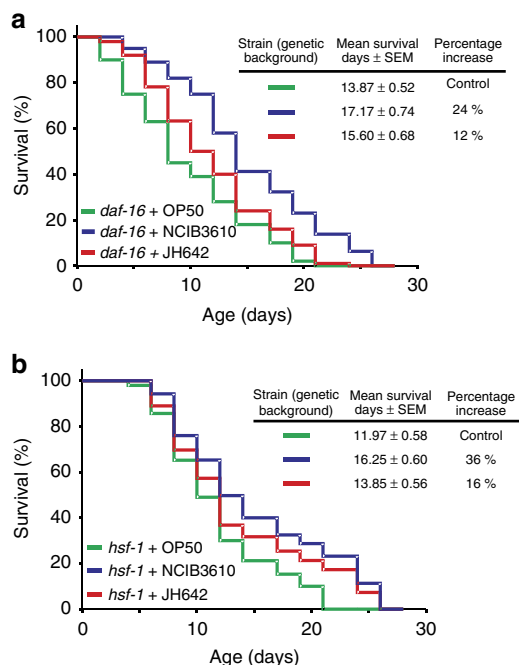 a
Survival (%)
100
80
60
40
20
0
0 10 20 30
Age (days)
daf-16 + OP50
daf-16 + NCIB3610
daf-16 + JH642
Strain (genetic background) Mean survival days ± SEM Percentage increase
13.87 ± 0.52 Control
17.17 ± 0.74 24 %
15.60 ± 0.68 12 %
b
Survival (%)
100
80
60
40
20
0
0 10 20 30
Age (days)
hsf-1 + OP50
hsf-1 + NCIB3610
hsf-1 + JH642
Strain (genetic background) Mean survival days ± SEM Percentage increase
11.97 ± 0.58 Control
16.25 ± 0.60 36 %
13.85 ± 0.56 16 %